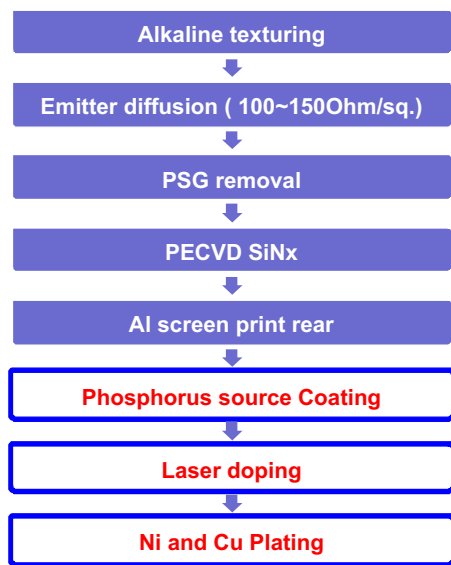 Alkaline texturing
Emitter diffusion ( 100~150Ohm/sq.)
PSG removal
PECVD SiNx
Al screen print rear
Phosphorus source Coating
Laser doping
Ni and Cu Plating